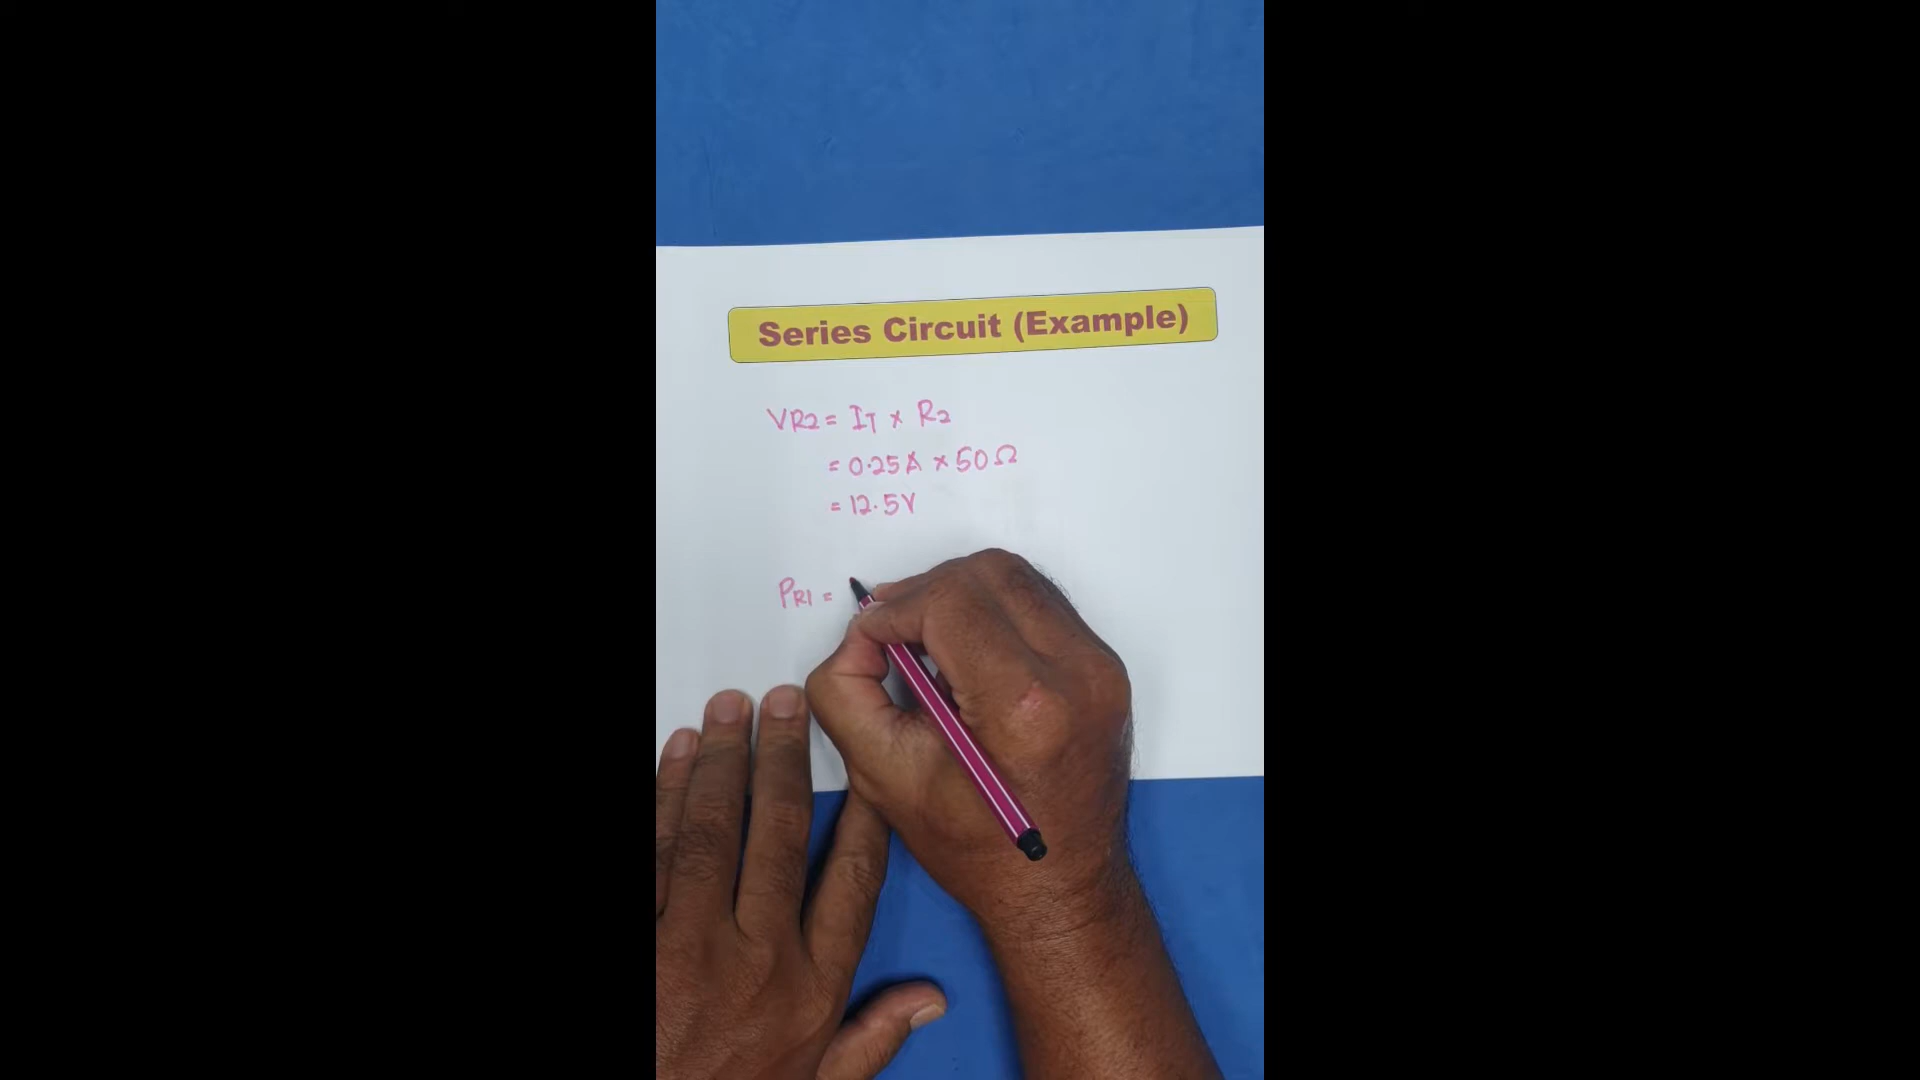 Series Circuit (Example)
VR2 = IT × R2
= 0.25A × 50Ω
= 12.5V
PR1 =